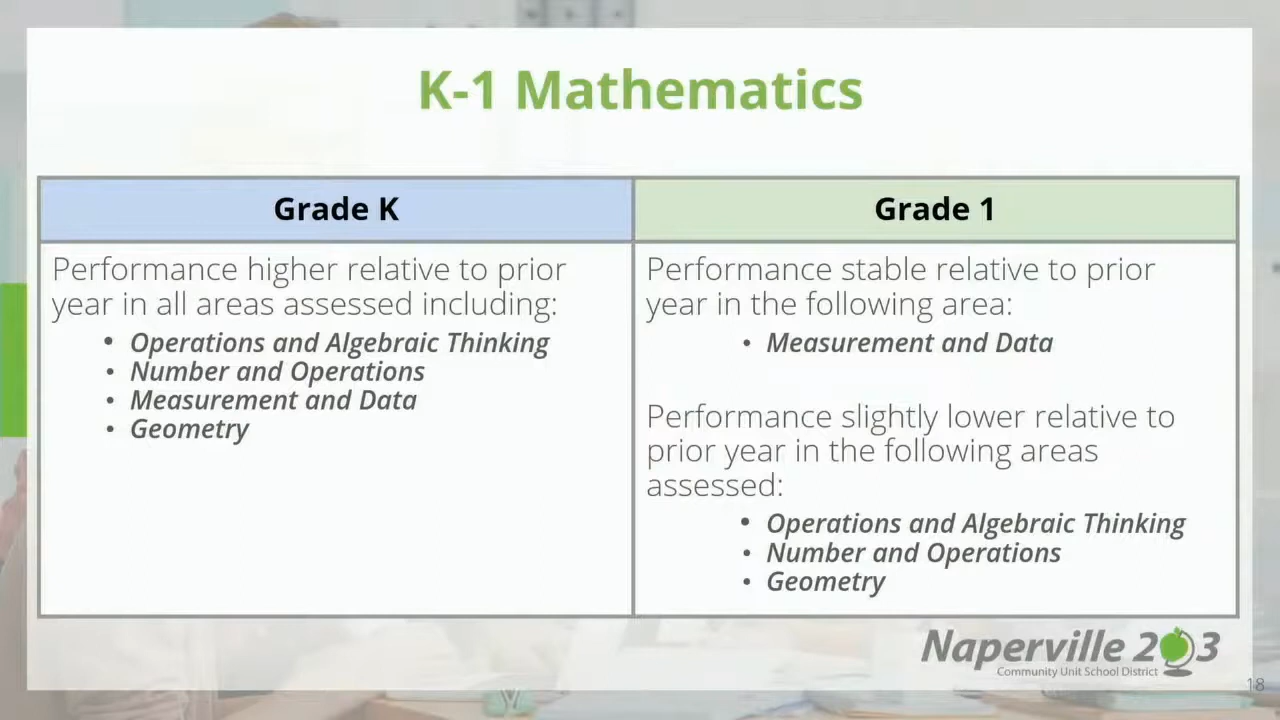 K-1 Mathematics
Grade K
Performance higher relative to prior
year in all areas assessed including:
• Operations and Algebraic Thinking
• Number and Operations
• Measurement and Data
• Geometry
Grade 1
Performance stable relative to prior
year in the following area:
• Measurement and Data
Performance slightly lower relative to
prior year in the following areas
assessed:
• Operations and Algebraic Thinking
• Number and Operations
• Geometry
Naperville 203
Community Unit School District
18